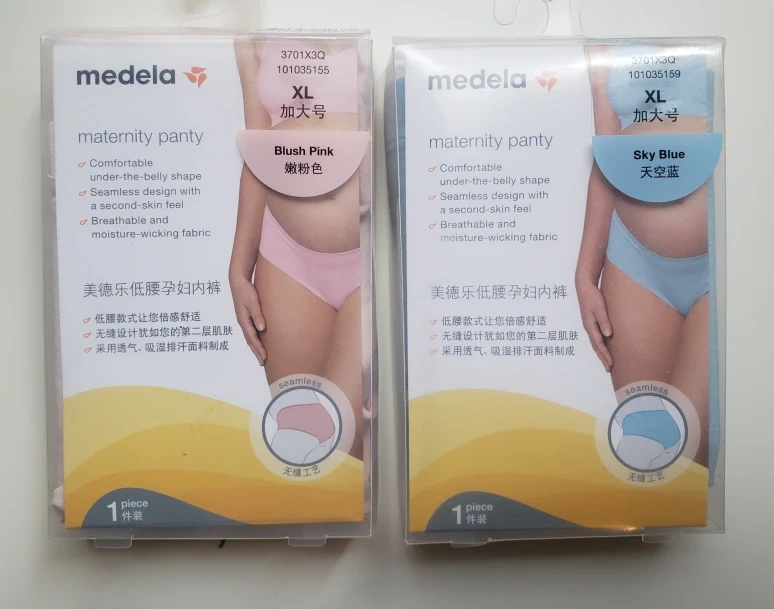 medela
3701X3Q
101035155
XL
加大号
maternity panty
Blush Pink
嫩粉色
Comfortable
under-the-belly shape
Seamless design with
a second-skin feel
Breathable and
moisture-wicking fabric
美德乐低腰孕妇内裤
低腰款式让您倍感舒适
无缝设计犹如您的第二层肌肤
采用透气、吸湿排汗面料制成
seamless
无缝工艺
1 piece
件装
medela
3701X3Q
101035159
XL
加大号
maternity panty
Sky Blue
天空蓝
Comfortable
under-the-belly shape
Seamless design with
a second-skin feel
Breathable and
moisture-wicking fabric
美德乐低腰孕妇内裤
低腰款式让您倍感舒适
无缝设计犹如您的第二层肌肤
采用透气、吸湿排汗面料制成
seamless
无缝工艺
1 piece
件装